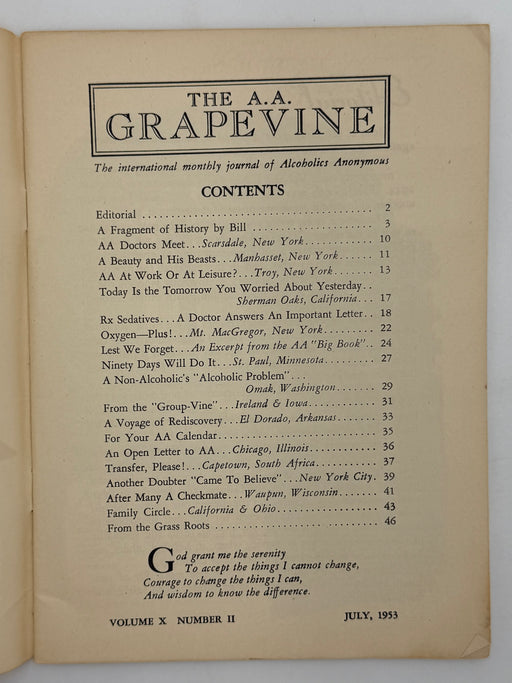 THE A.A.
GRAPEVINE
The international monthly journal of Alcoholics Anonymous
CONTENTS
Editorial . . . . . . . . . . . . . . . . . . . . . . . . . . . . . . . . . . 2
A Fragment of History by Bill . . . . . . . . . . . . . . . . . . . . 3
AA Doctors Meet...Scarsdale, New York.......... 10
A Beauty and His Beasts...Manhasset, New York...... 11
AA At Work Or At Leisure?...Troy, New York....... 13
Today Is the Tomorrow You Worried About Yesterday..
Sherman Oaks, California... 17
Rx Sedatives...A Doctor Answers An Important Letter.. 18
Oxygen—Plus!...Mt. MacGregor, New York......... 22
Lest We Forget...An Excerpt from the AA "Big Book".. 24
Ninety Days Will Do It...St. Paul, Minnesota......... 27
A Non-Alcoholic's "Alcoholic Problem"...
Omak, Washington....... 29
From the "Group-Vine"...Ireland & Iowa........... 31
A Voyage of Rediscovery...El Dorado, Arkansas....... 33
For Your AA Calendar......................... 35
An Open Letter to AA...Chicago, Illinois........... 36
Transfer, Please!...Capetown, South Africa.......... 37
Another Doubter "Came To Believe"...New York City. 39
After Many A Checkmate...Waupun, Wisconsin....... 41
Family Circle...California & Ohio................ 43
From the Grass Roots ......................... 46
God grant me the serenity
To accept the things I cannot change,
Courage to change the things I can,
And wisdom to know the difference.
VOLUME X NUMBER II JULY, 1953